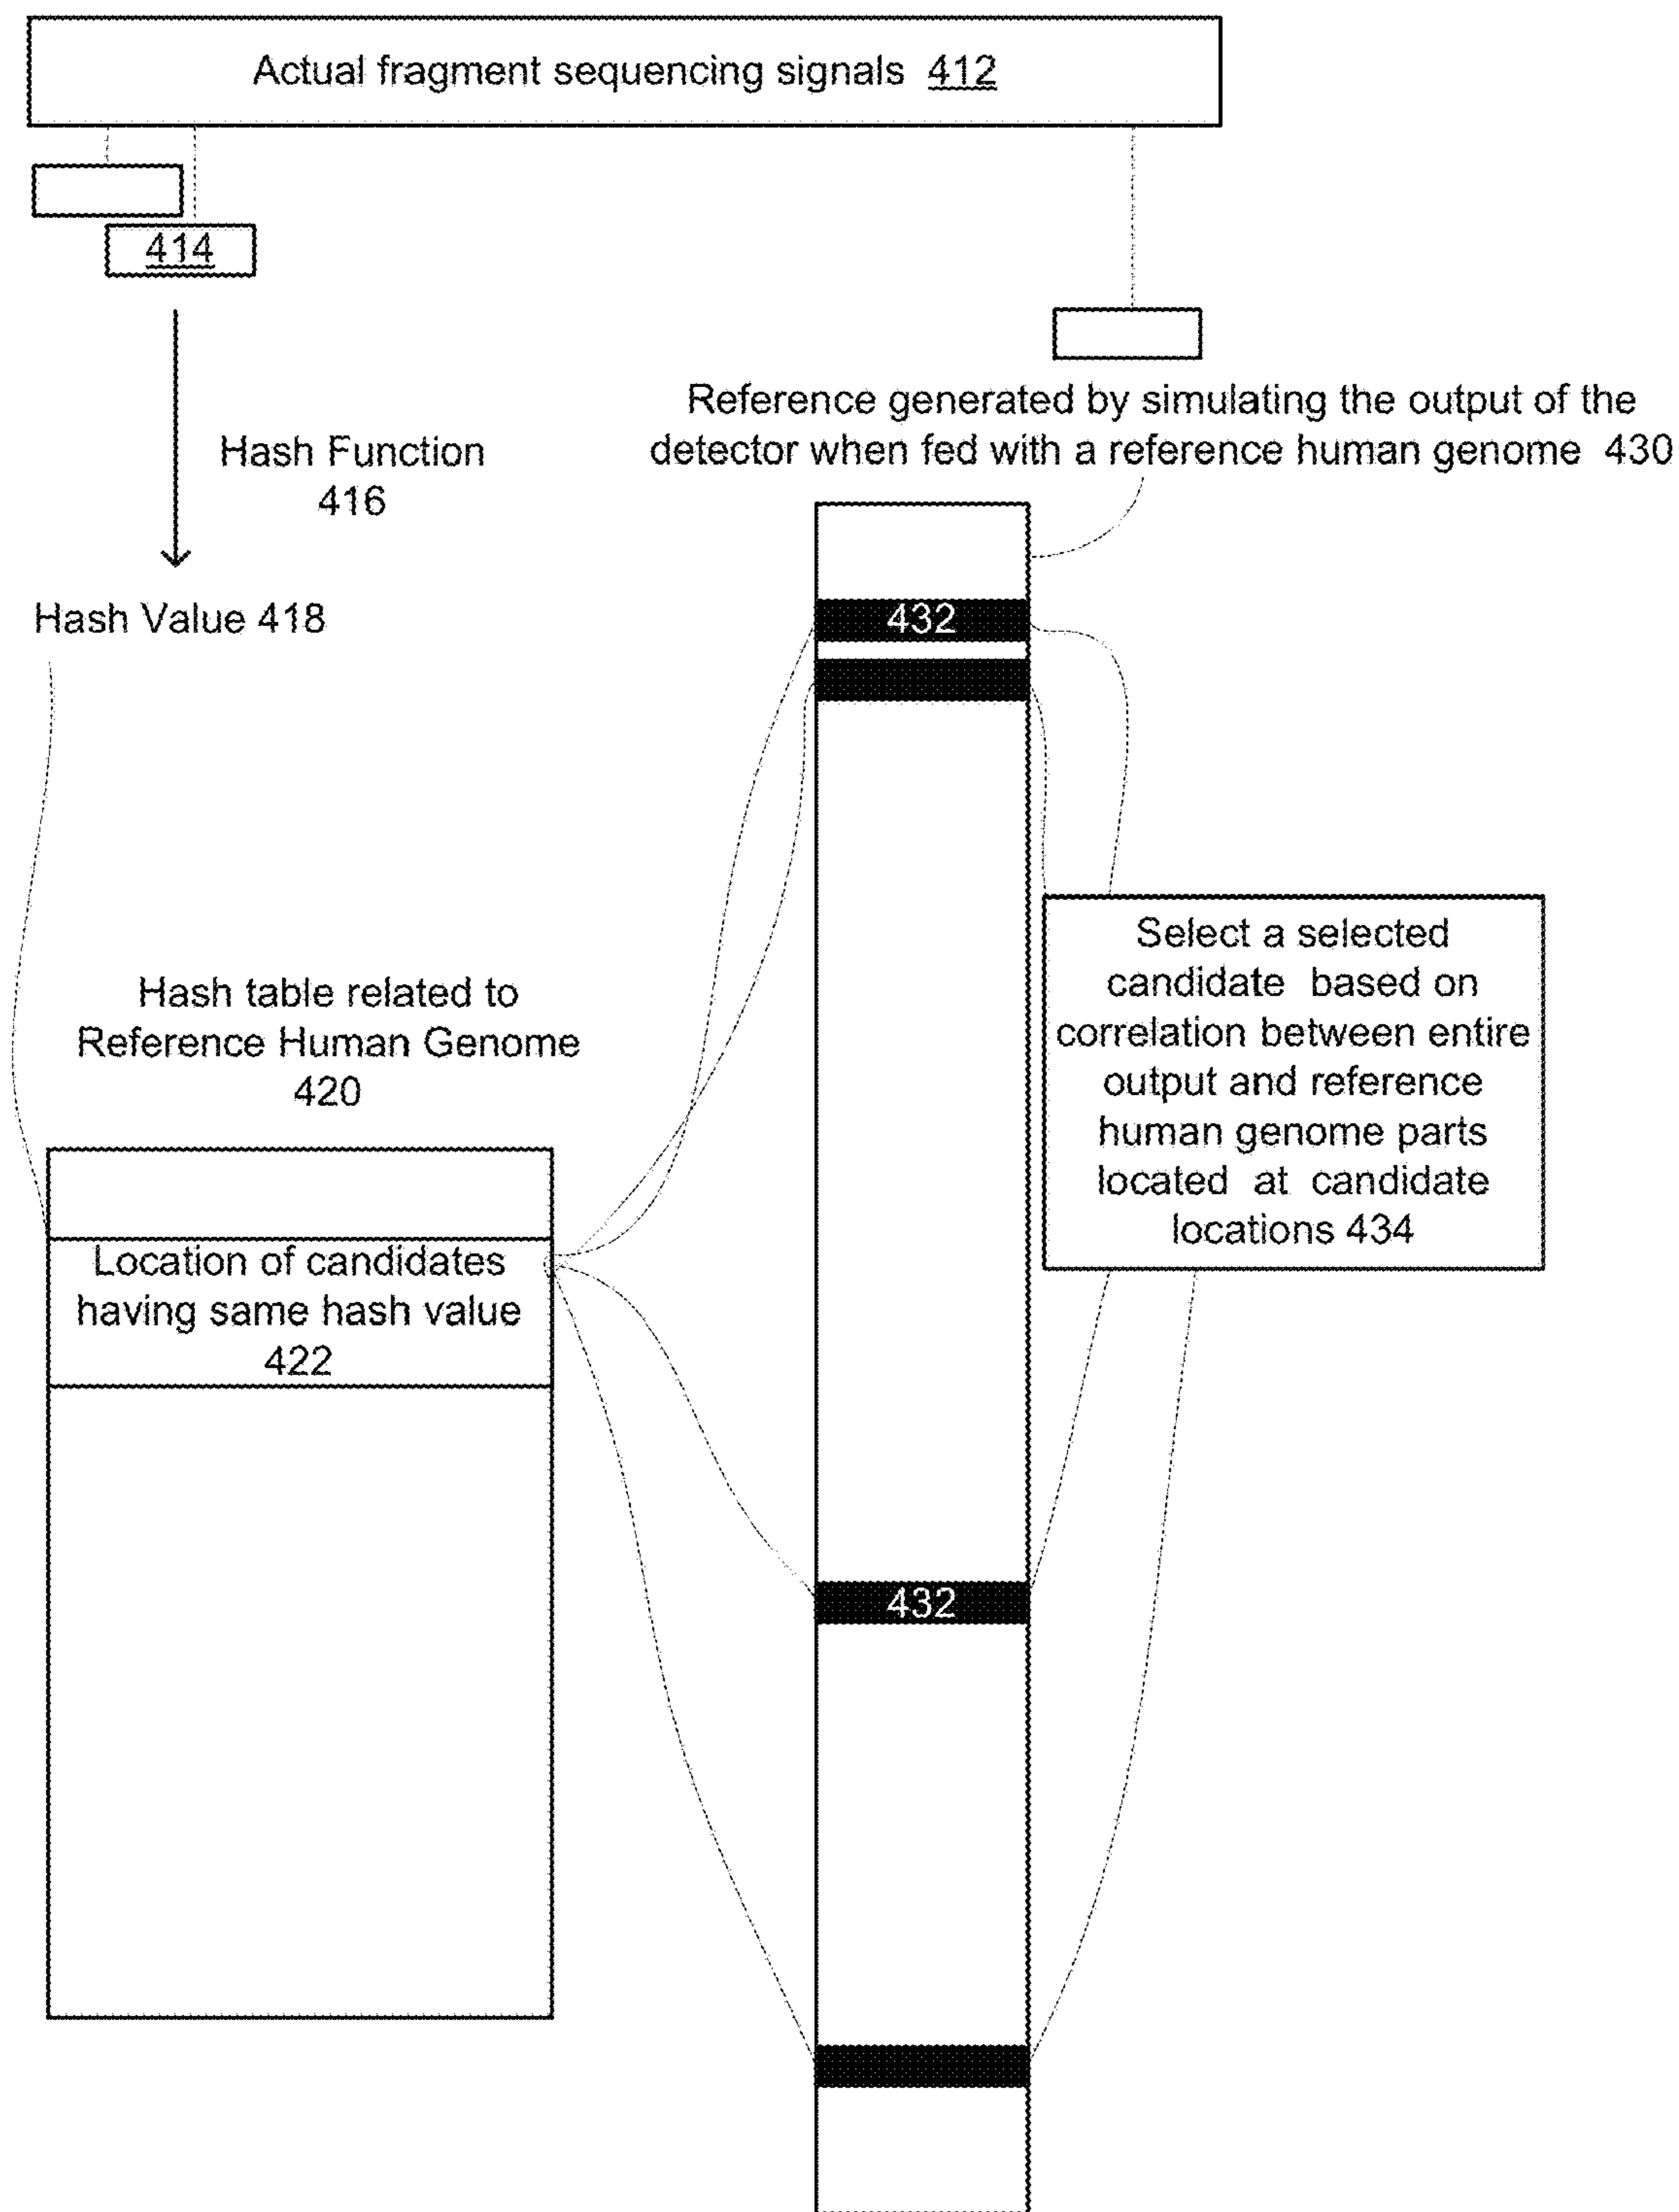 Actual fragment sequencing signals 412
414
Hash Function
416
Hash Value 418
Reference generated by simulating the output of the
detector when fed with a reference human genome 430
432
Hash table related to
Reference Human Genome
420
Location of candidates
having same hash value
422
Select a selected
candidate based on
correlation between entire
output and reference
human genome parts
located at candidate
locations 434
432